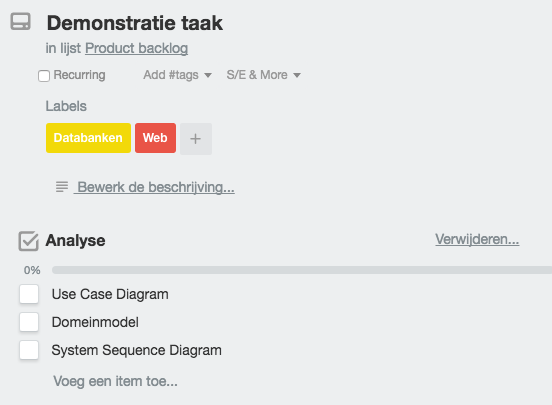 Demonstratie taak
in lijst Product backlog
Recurring Add #tags S/E & More
Labels
Databanken Web +
Bewerk de beschrijving...
Analyse Verwijderen...
0%
Use Case Diagram
Domeinmodel
System Sequence Diagram
Voeg een item toe...